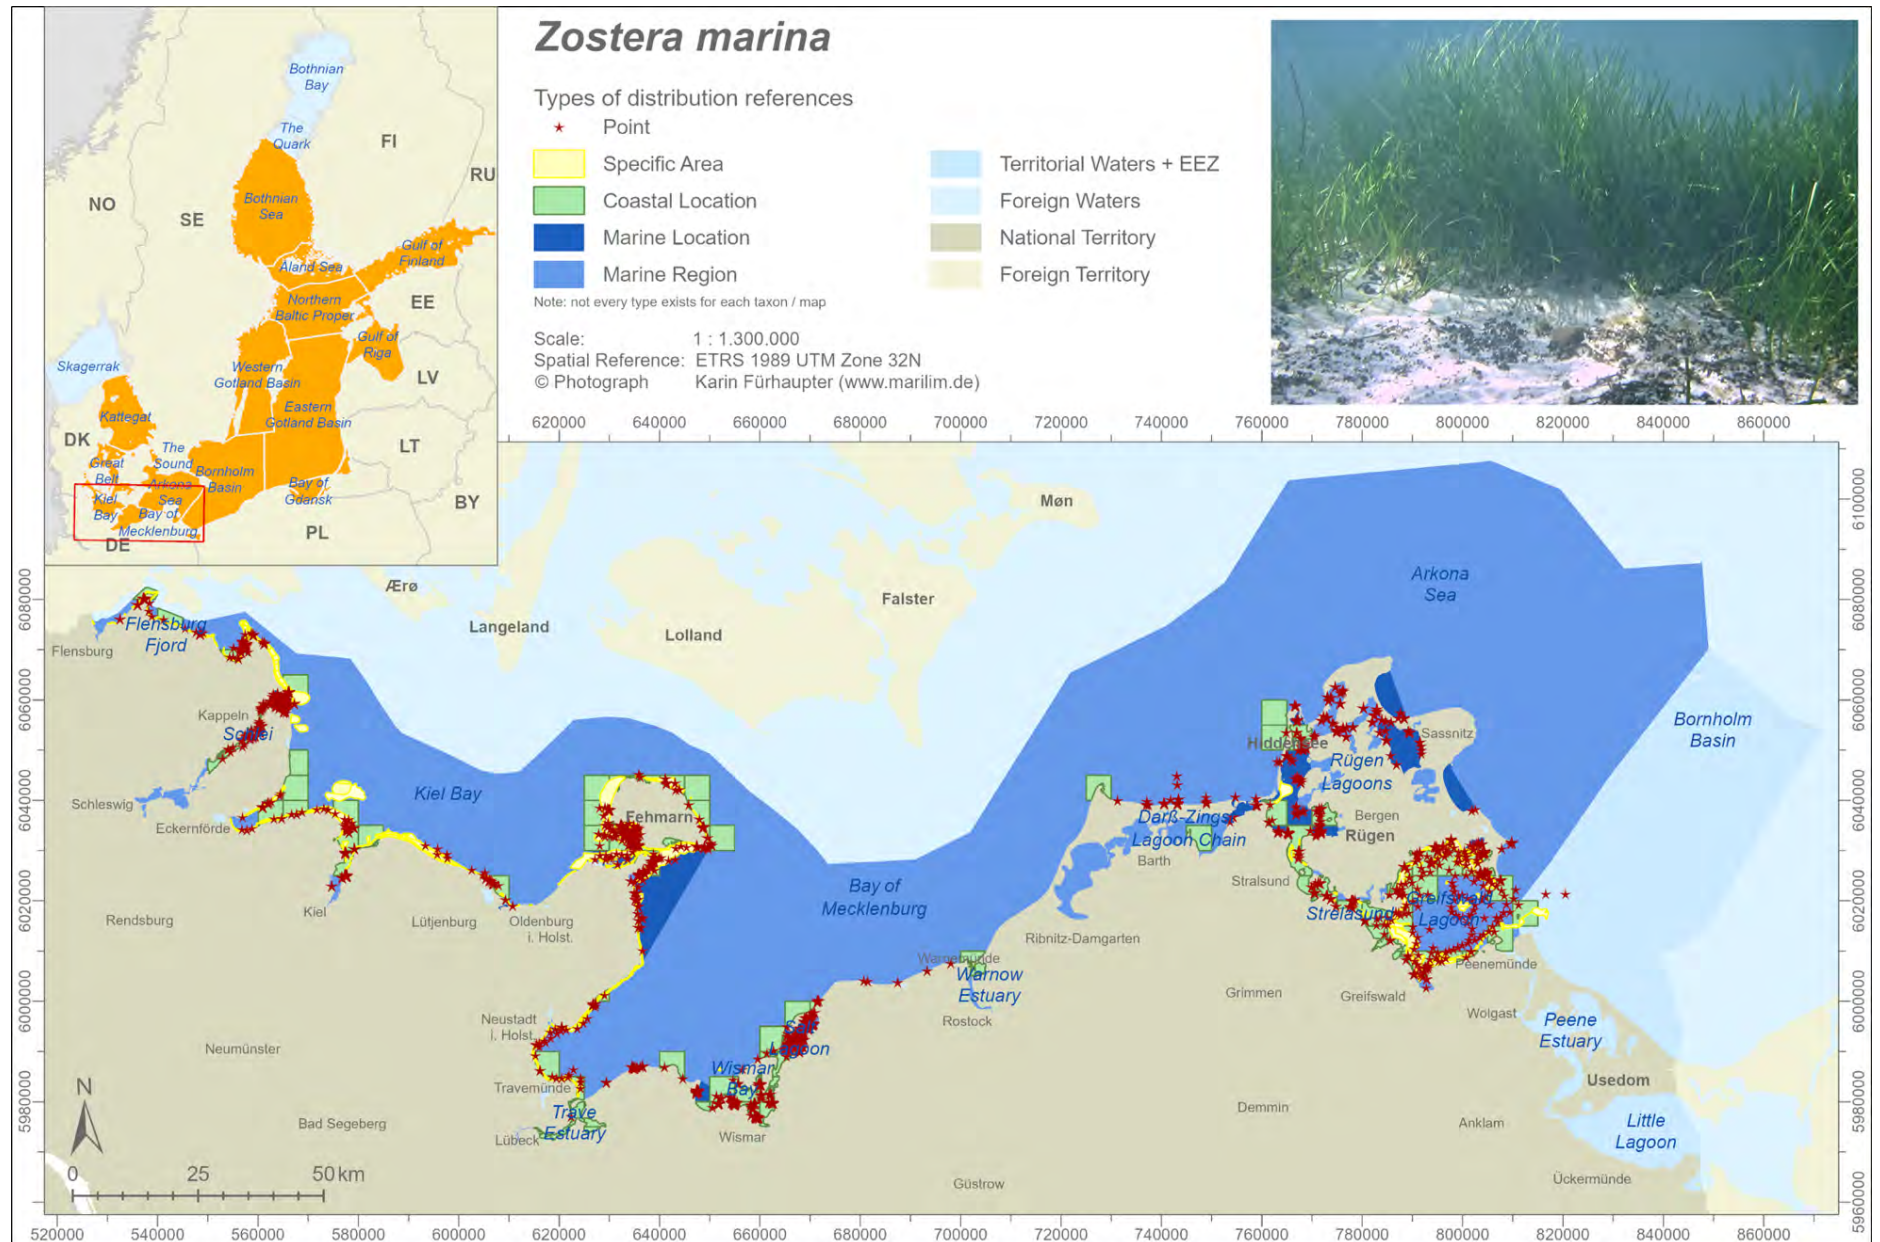 Zostera marina
Types of distribution references
Point
Specific Area
Coastal Location
Marine Location
Marine Region
Territorial Waters + EEZ
Foreign Waters
National Territory
Foreign Territory
Note: not every type exists for each taxon / map
Scale: 1 : 1.300.000
Spatial Reference: ETRS 1989 UTM Zone 32N
© Photograph Karin Fürhaupter (www.marilim.de)
Bothnian
Bay
The
Quark
FI
RU
NO
SE
Bothnian
Sea
Gulf of
Finland
Åland Sea
Northern
Baltic Proper
EE
Gulf of
Riga
Skagerrak
Western
Gotland Basin
LV
Kattegat
Eastern
Gotland Basin
DK
The
Sound
LT
Great
Belt
Bornholm
Basin
Arkona
Sea
Bay of
Gdansk
Kiel
Bay
Bay of
Mecklenburg
BY
PL
DE
620000 640000 660000 680000 700000 720000 740000 760000 780000 800000 820000 840000 860000
6100000
6080000
6060000
6040000
6020000
6000000
5980000
5960000
6080000
6060000
6040000
6020000
6000000
5980000
Møn
Ærø
Langeland
Lolland
Falster
Arkona
Sea
Bornholm
Basin
Flensburg
Fjord
Flensburg
Kappeln
Schlei
Schleswig
Eckernförde
Kiel Bay
Fehmarn
Hiddensee
Sassnitz
Rügen
Lagoons
Bergen
Rügen
Darß-Zingst
Lagoon Chain
Barth
Stralsund
Strelasund
Greifswald
Lagoon
Bay of
Mecklenburg
Rendsburg
Kiel
Lütjenburg
Oldenburg
i. Holst.
Ribnitz-Damgarten
Warnemünde
Warnow
Estuary
Rostock
Peenemünde
Grimmen
Greifswald
Wolgast
Peene
Estuary
Neustadt
i. Holst.
Neumünster
Salt
Lagoon
Wismar
Bay
Travemünde
Trave
Estuary
Lübeck
Wismar
Bad Segeberg
Demmin
Usedom
Anklam
Little
Lagoon
Ückermünde
Güstrow
N
0 25 50 km
520000 540000 560000 580000 600000 620000 640000 660000 680000 700000 720000 740000 760000 780000 800000 820000 840000 860000